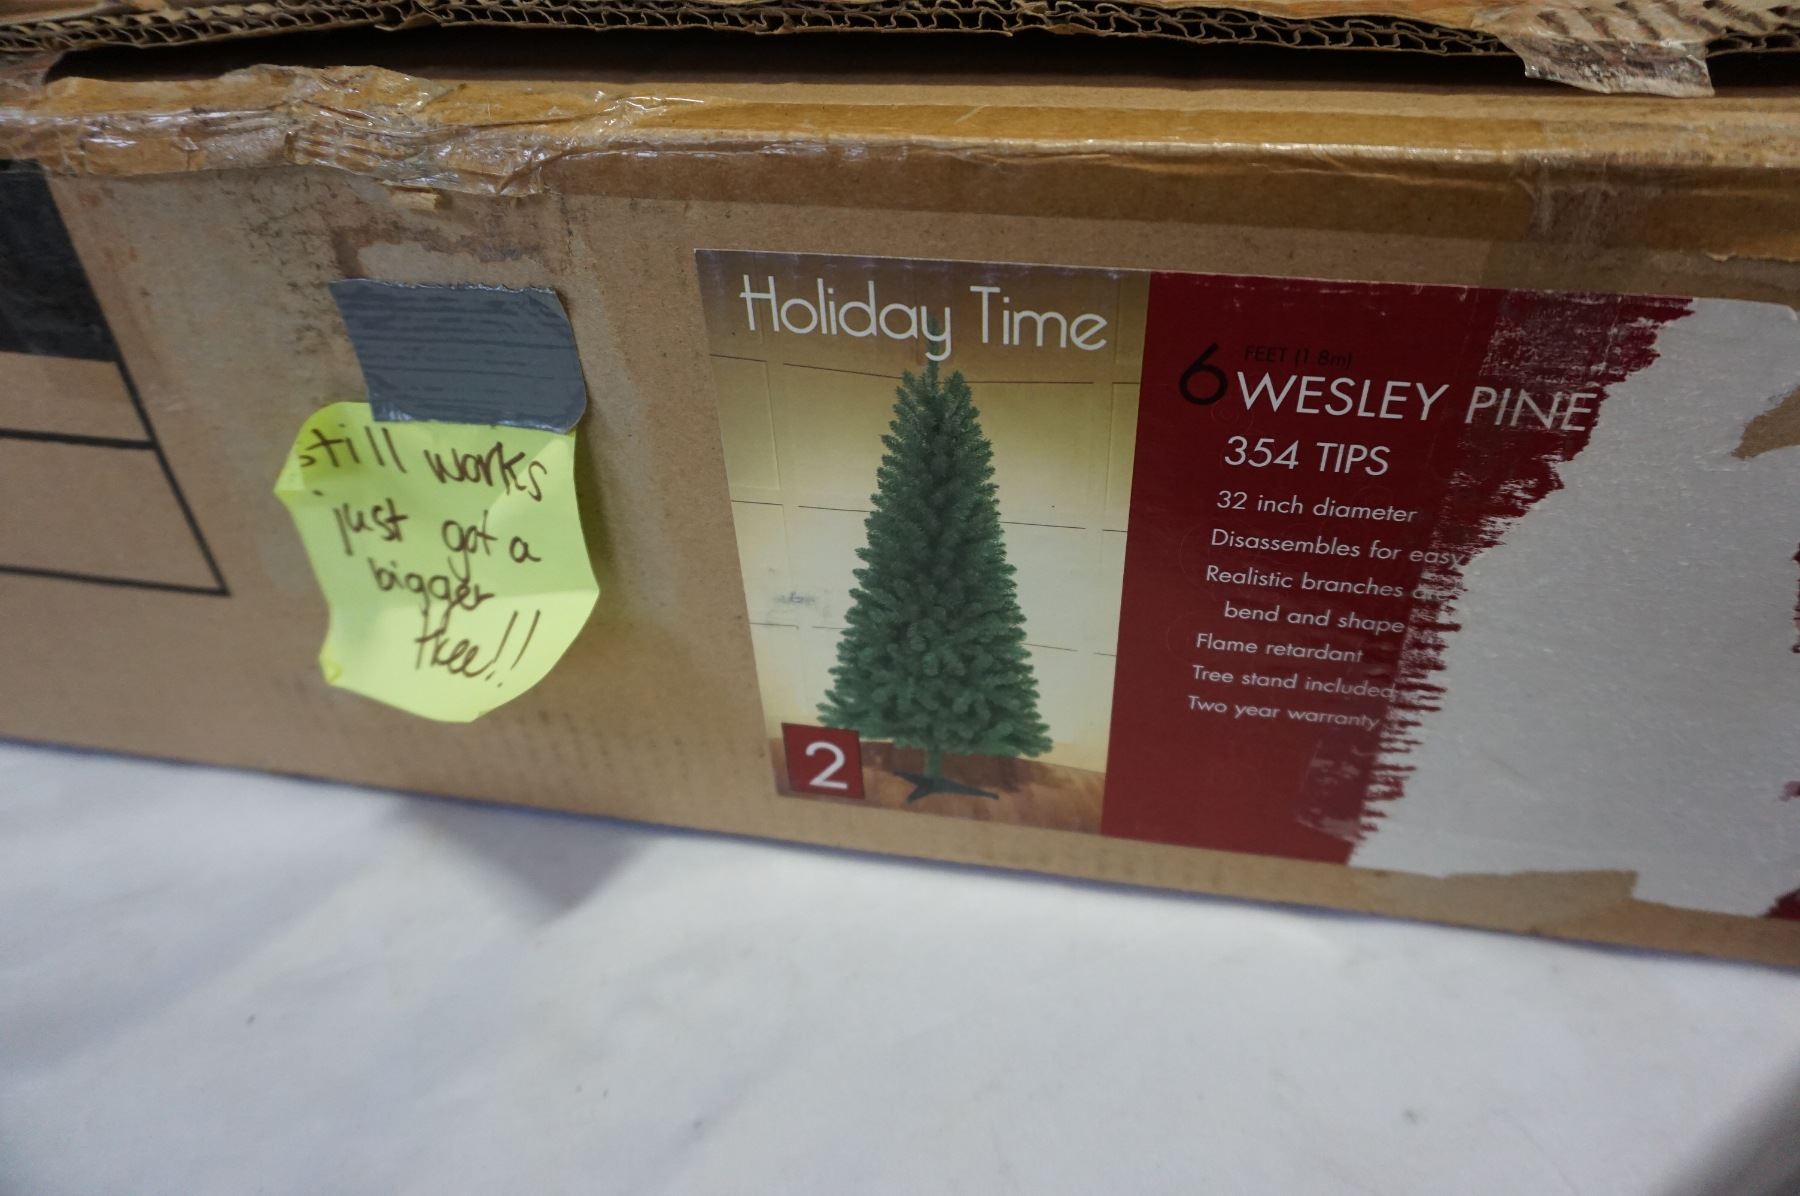 still works
just got a
bigger
tree!!
Holiday Time
2
6 FEET (1.8m)
WESLEY PINE
354 TIPS
32 inch diameter
Disassembles for easy
Realistic branches are
bend and shape
Flame retardant
Tree stand included
Two year warranty